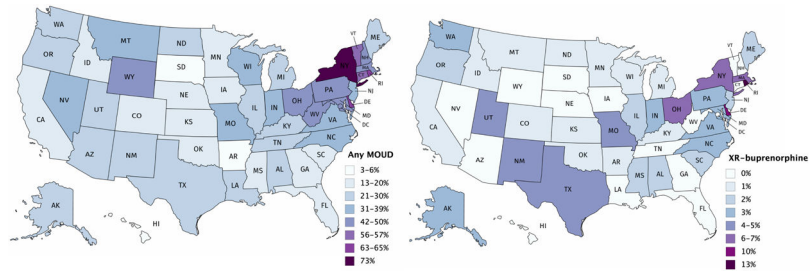 WA
MT
ND
MN
VT
ME
OR
ID
SD
WI
MI
NY
WY
RI
NV
NE
IA
PA
NJ
UT
IL
IN
OH
DE
CA
CO
KS
MO
WV
VA
MD
DC
KY
NC
AZ
NM
OK
AR
TN
SC
MS
AL
GA
TX
LA
FL
AK
HI
Any MOUD
3-6%
13-20%
21-30%
31-39%
42-50%
56-57%
63-65%
73%
WA
MT
ND
MN
VT
ME
OR
ID
SD
WI
MI
NY
WY
CT
RI
NV
NE
IA
PA
NJ
UT
IL
IN
OH
DE
CA
CO
KS
MO
WV
VA
MD
DC
KY
NC
AZ
NM
OK
AR
TN
SC
MS
AL
GA
TX
LA
FL
AK
HI
XR-buprenorphine
0%
1%
2%
3%
4-5%
6-7%
10%
13%